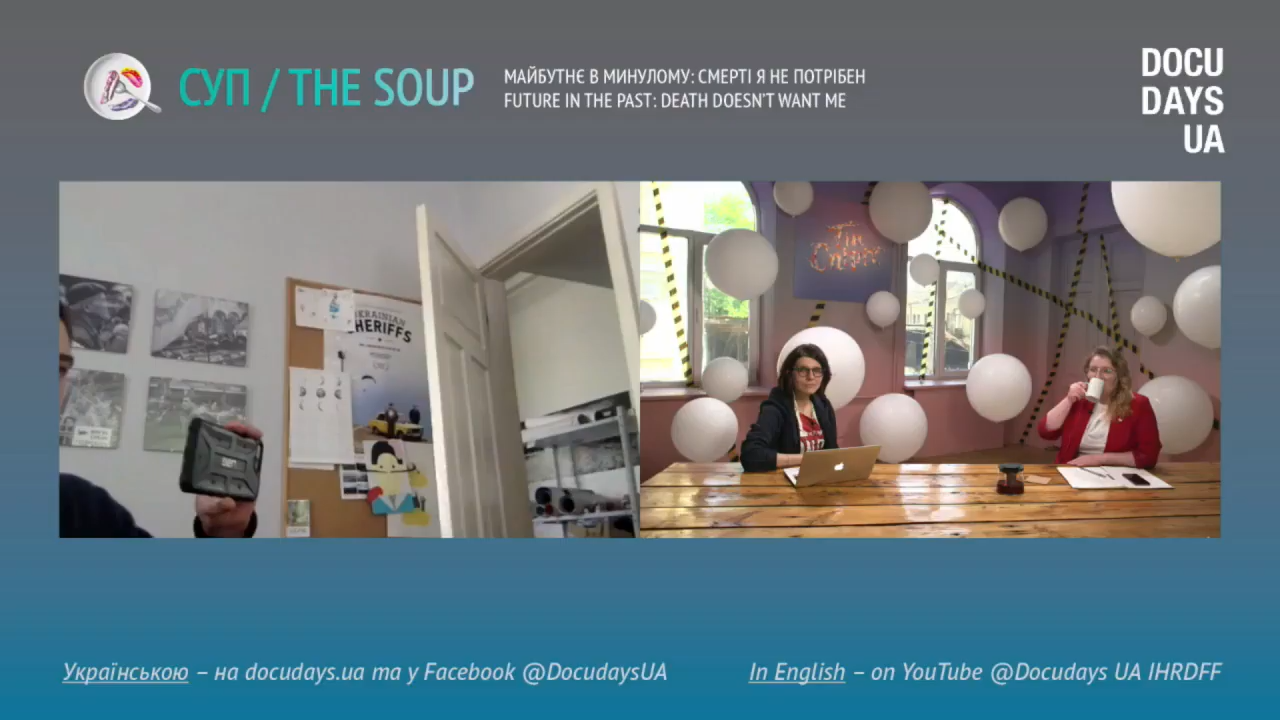 СУП / THE SOUP
МАЙБУТНЄ В МИНУЛОМУ: СМЕРТІ Я НЕ ПОТРІБЕН
FUTURE IN THE PAST: DEATH DOESN'T WANT ME
DOCU
DAYS
UA
UKRAINIAN
SHERIFFS
Українською – на docudays.ua та у Facebook @DocudaysUA
In English – on YouTube @Docudays UA IHRDFF